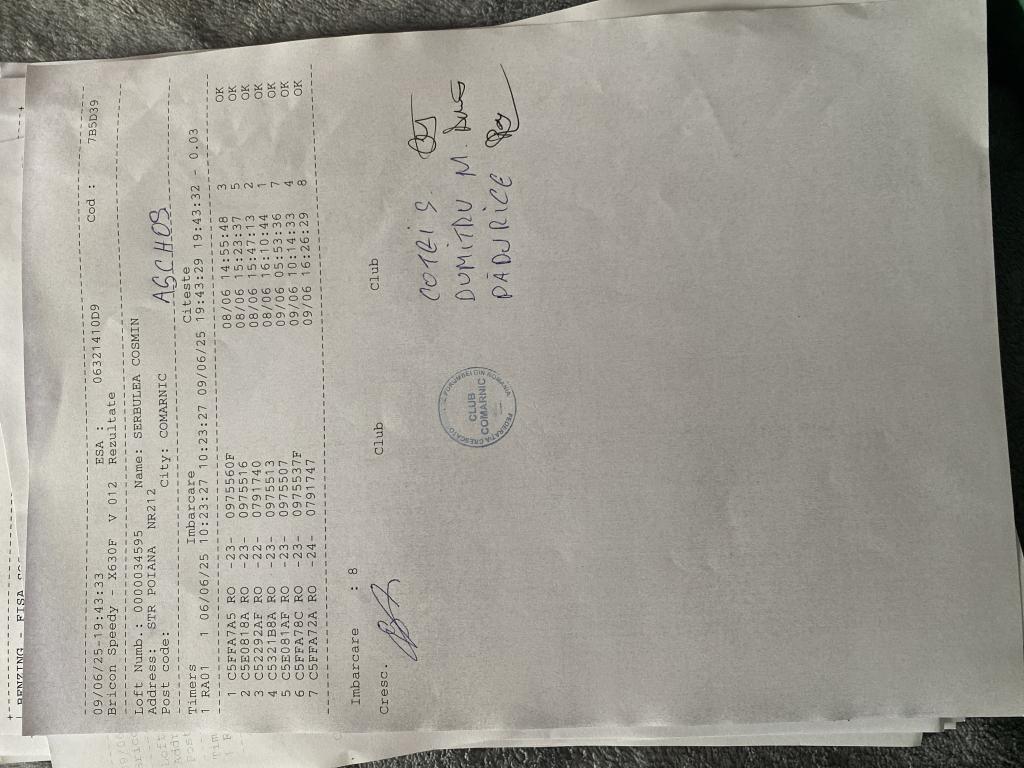 09/06/25-19:43:33 ESA : 06321410D9 Cod : 7B5D39
Bricon Speedy - X630F V 012 Rezultate
Loft Numb.: 0000034595 Name: SERBULEA COSMIN
Address: STR POIANA NR212 ASCHOS
Post code: City: COMARNIC
Timers Imbarcare Citeste
1 RA01 1 06/06/25 10:23:27 10:23:27 09/06/25 19:43:29 19:43:32 - 0.03
1 C5FFA7A5 RO -23- 0975560F 08/06 14:55:48 3 OK
2 C5E0818A RO -23- 0975516 08/06 15:23:37 5 OK
3 C52292AF RO -22- 0791740 08/06 15:47:13 2 OK
4 C5321B8A RO -23- 0975513 08/06 16:10:44 1 OK
5 C5E081AF RO -23- 0975507 09/06 05:53:36 7 OK
6 C5FFA78C RO -23- 0975537F 09/06 10:14:33 4 OK
7 C5FFA72A RO -24- 0791747 09/06 16:26:29 8 OK
Imbarcare : 8
Cresc. Club Club
COTRI S.
DUMITRU M.
PĂDURICE
CLUB
COMARNIC